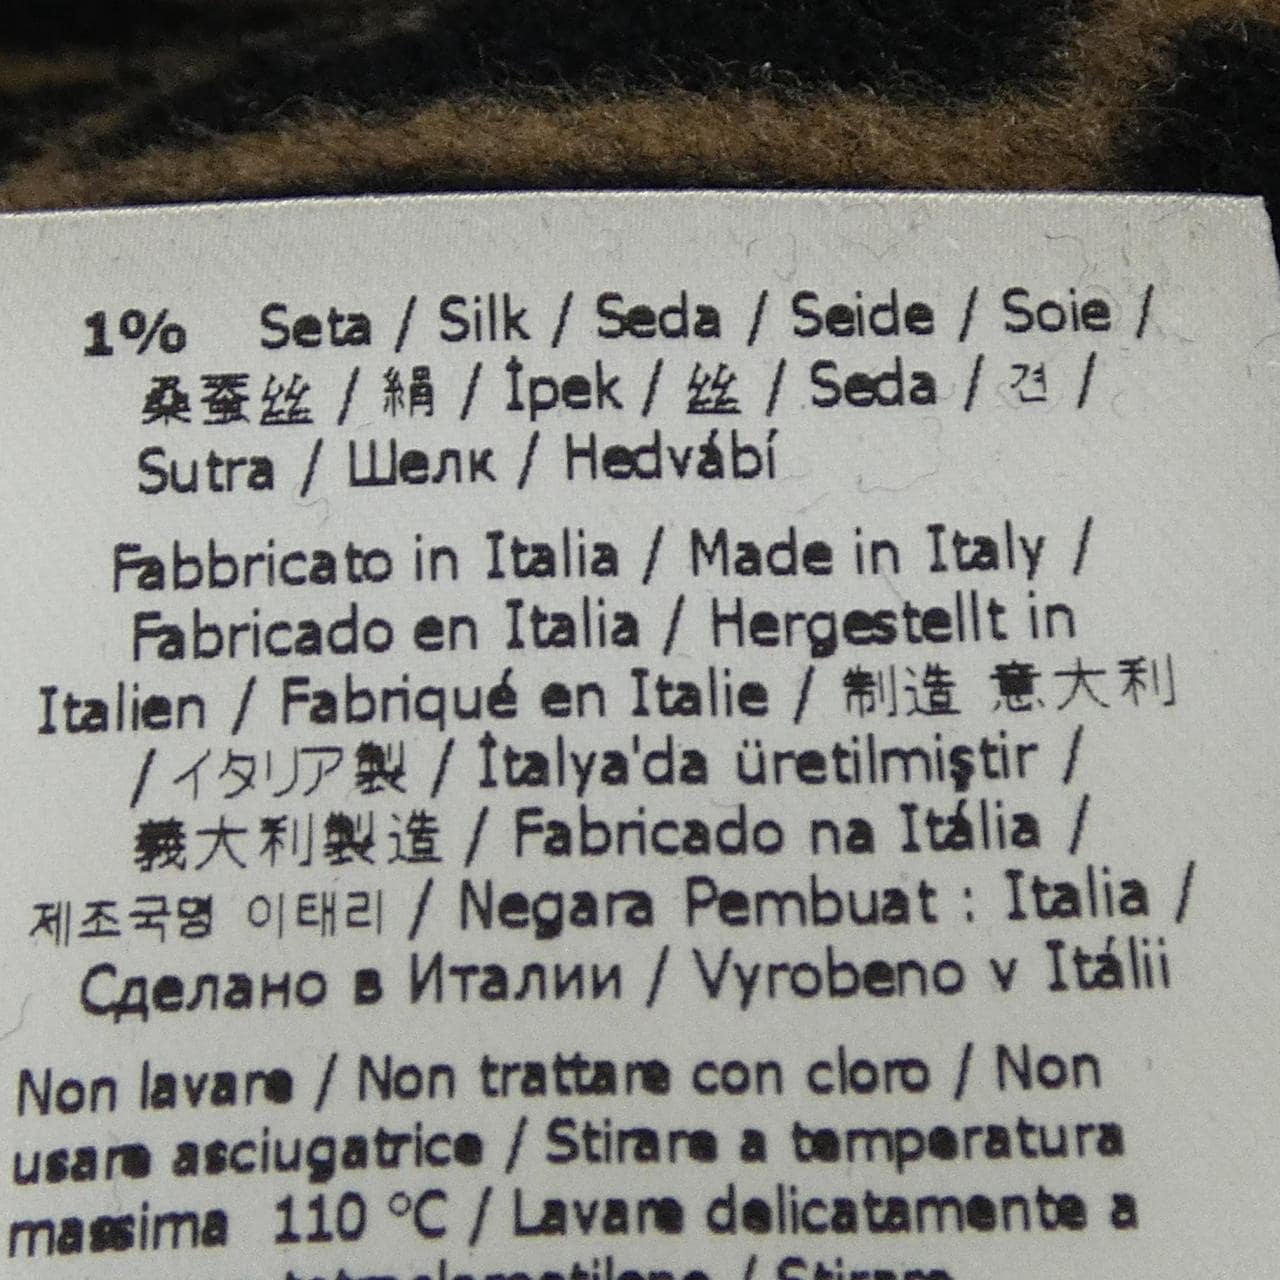 1% Seta / Silk / Seda / Seide / Soie /
桑蚕丝 / 絹 / İpek / 丝 / Seda / 견 /
Sutra / Шелк / Hedvábí
Fabbricato in Italia / Made in Italy /
Fabricado en Italia / Hergestellt in
Italien / Fabriqué en Italie / 制造 意大利
/ イタリア製 / İtalya'da üretilmiştir /
義大利製造 / Fabricado na Itália /
제조국명 이태리 / Negara Pembuat : Italia /
Сделано в Италии / Vyrobeno v Itálii
Non lavare / Non trattare con cloro / Non
usare asciugatrice / Stirare a temperatura
massima 110 °C / Lavare delicatamente a
tetracloroetilene / Stirare